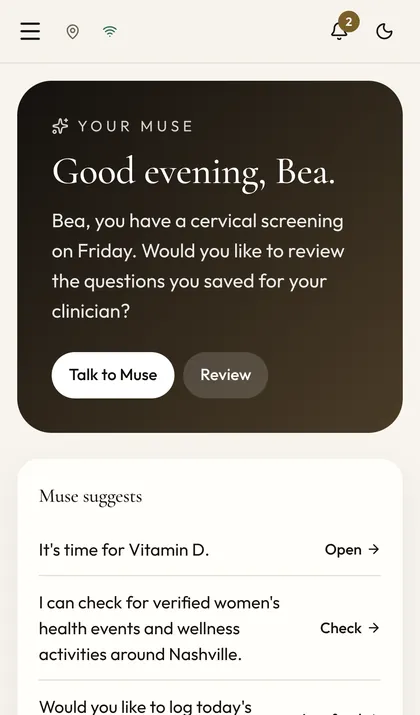 2
YOUR MUSE
Good evening, Bea.
Bea, you have a cervical screening
on Friday. Would you like to review
the questions you saved for your
clinician?
Talk to Muse
Review
Muse suggests
It's time for Vitamin D.
Open →
I can check for verified women's
health events and wellness
activities around Nashville.
Check →
Would you like to log today's